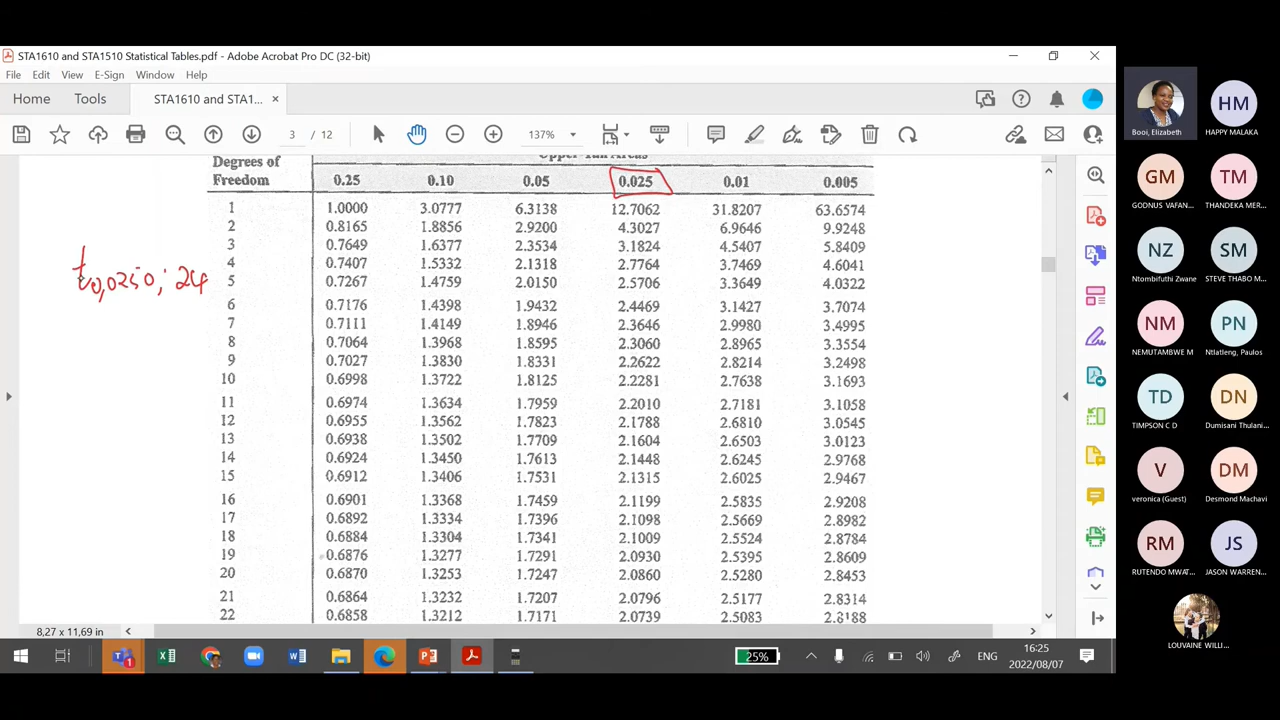 STA1610 and STA1510 Statistical Tables.pdf - Adobe Acrobat Pro DC (32-bit)
File Edit View E-Sign Window Help
Home Tools STA1610 and STA1... ×
3 / 12 137%
Upper-Tail Areas
Degrees of
Freedom 0.25 0.10 0.05 0.025 0.01 0.005
1 1.0000 3.0777 6.3138 12.7062 31.8207 63.6574
2 0.8165 1.8856 2.9200 4.3027 6.9646 9.9248
3 0.7649 1.6377 2.3534 3.1824 4.5407 5.8409
4 0.7407 1.5332 2.1318 2.7764 3.7469 4.6041
5 0.7267 1.4759 2.0150 2.5706 3.3649 4.0322
6 0.7176 1.4398 1.9432 2.4469 3.1427 3.7074
7 0.7111 1.4149 1.8946 2.3646 2.9980 3.4995
8 0.7064 1.3968 1.8595 2.3060 2.8965 3.3554
9 0.7027 1.3830 1.8331 2.2622 2.8214 3.2498
10 0.6998 1.3722 1.8125 2.2281 2.7638 3.1693
11 0.6974 1.3634 1.7959 2.2010 2.7181 3.1058
12 0.6955 1.3562 1.7823 2.1788 2.6810 3.0545
13 0.6938 1.3502 1.7709 2.1604 2.6503 3.0123
14 0.6924 1.3450 1.7613 2.1448 2.6245 2.9768
15 0.6912 1.3406 1.7531 2.1315 2.6025 2.9467
16 0.6901 1.3368 1.7459 2.1199 2.5835 2.9208
17 0.6892 1.3334 1.7396 2.1098 2.5669 2.8982
18 0.6884 1.3304 1.7341 2.1009 2.5524 2.8784
19 0.6876 1.3277 1.7291 2.0930 2.5395 2.8609
20 0.6870 1.3253 1.7247 2.0860 2.5280 2.8453
21 0.6864 1.3232 1.7207 2.0796 2.5177 2.8314
22 0.6858 1.3212 1.7171 2.0739 2.5083 2.8188
t0,0250; 24
8,27 x 11,69 in
25% ENG 16:25
2022/08/07
Booi, Elizabeth
HM HAPPY MALAKA
GM GODNUS VAFAN...
TM THANDEKA MER...
NZ Ntombifuthi Zwane
SM STEVE THABO M...
NM NEMUTAMBWE M
PN Ntlatleng, Paulos
TD TIMPSON C D
DN Dumisani Thulani...
V veronica (Guest)
DM Desmond Machavi
RM RUTENDO MWAT...
JS JASON WARREN...
LOUVAINE WILLI...